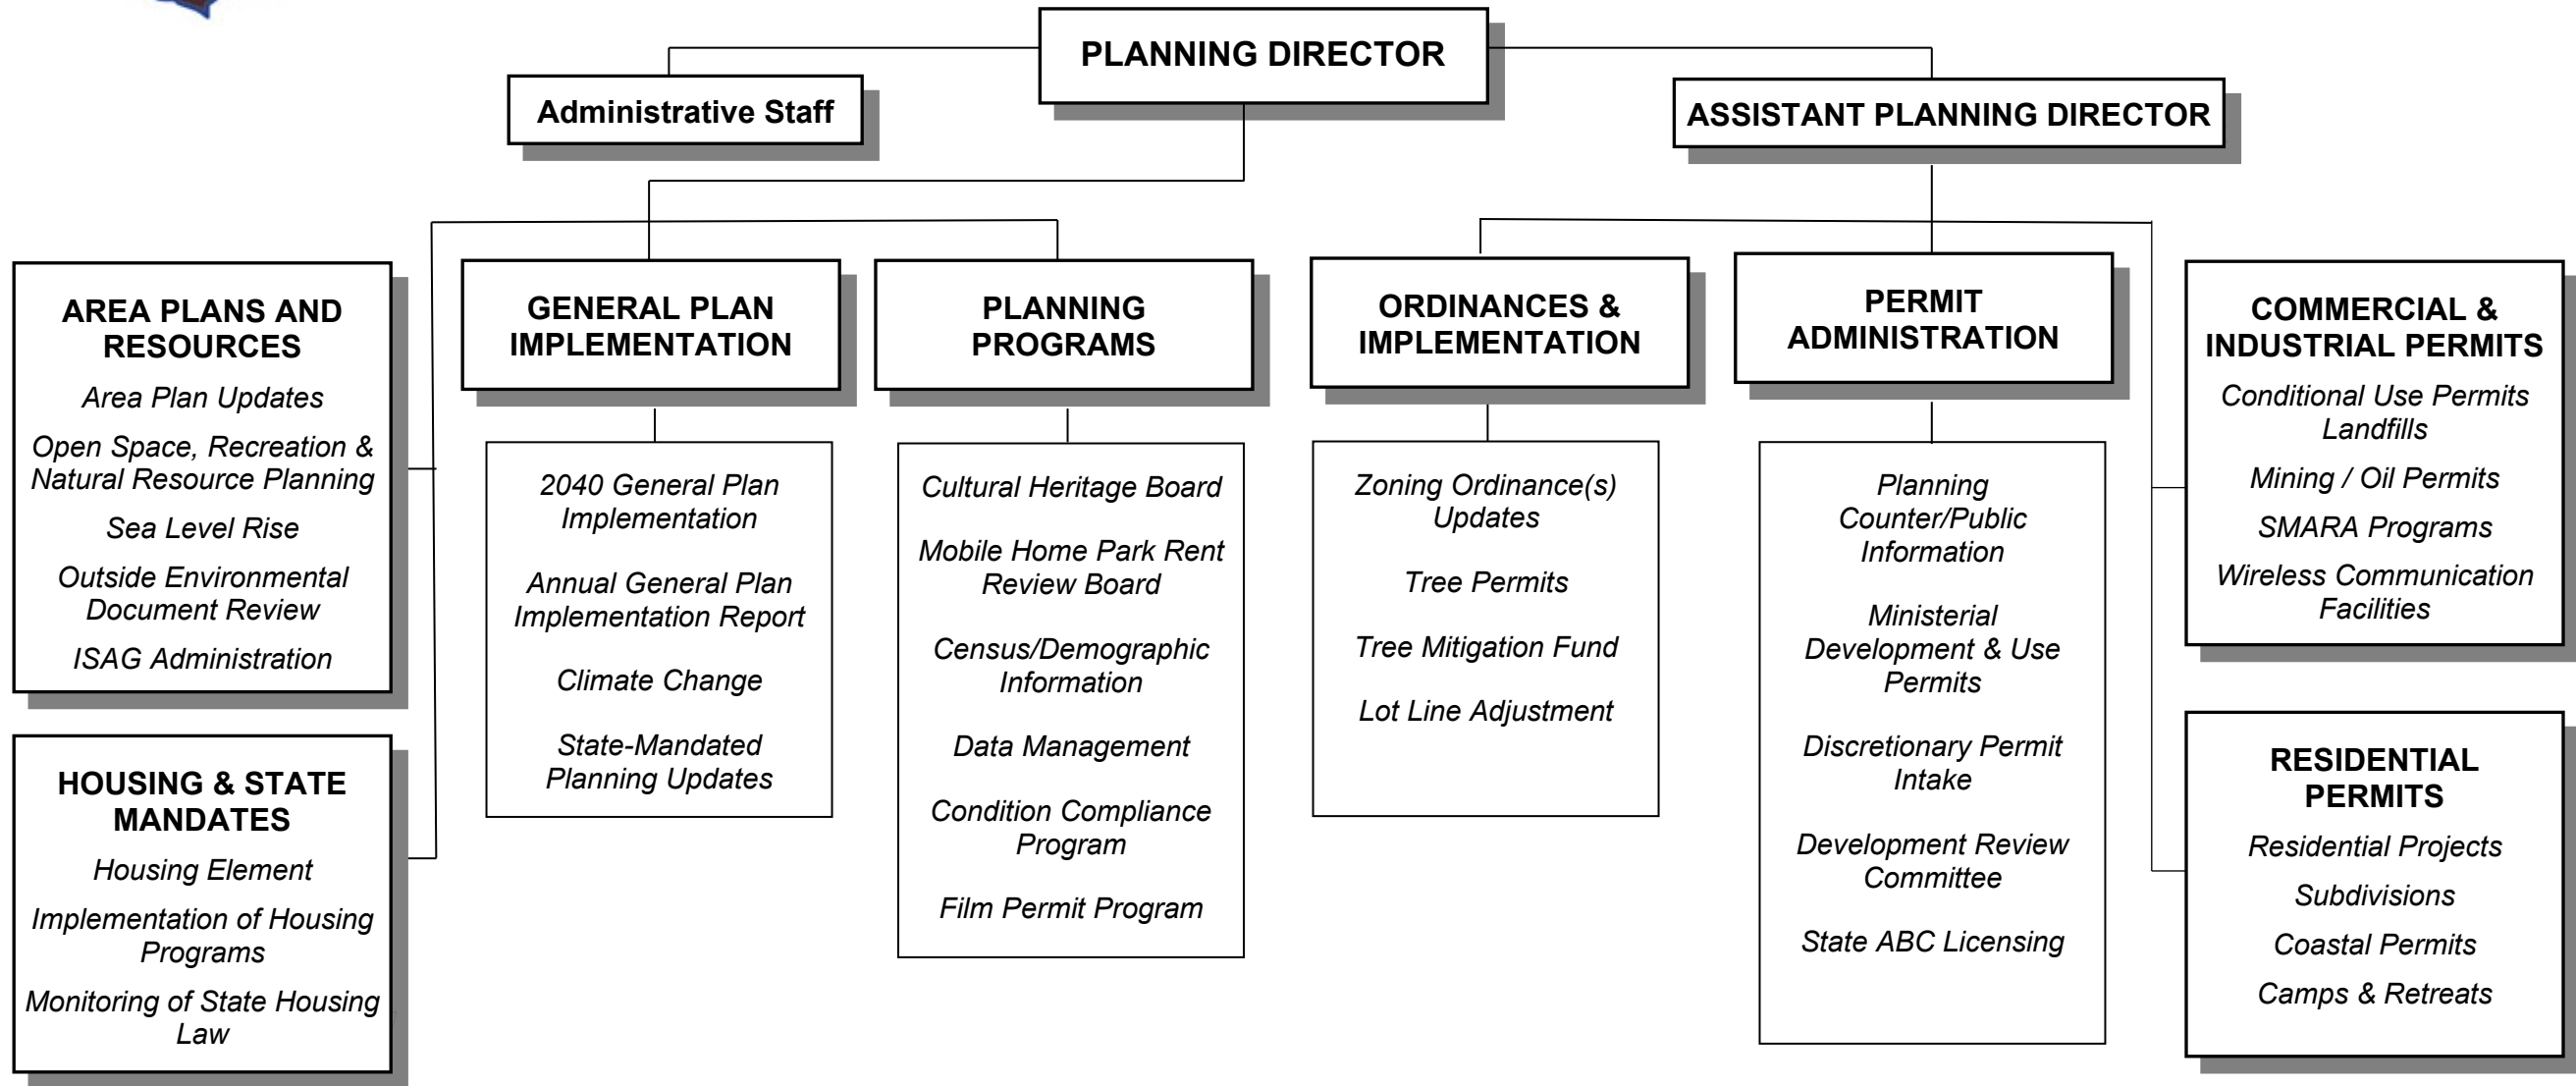 PLANNING DIRECTOR
Administrative Staff
ASSISTANT PLANNING DIRECTOR
AREA PLANS AND
RESOURCES
Area Plan Updates
Open Space, Recreation &
Natural Resource Planning
Sea Level Rise
Outside Environmental
Document Review
ISAG Administration
HOUSING & STATE
MANDATES
Housing Element
Implementation of Housing
Programs
Monitoring of State Housing
Law
GENERAL PLAN
IMPLEMENTATION
2040 General Plan
Implementation
Annual General Plan
Implementation Report
Climate Change
State-Mandated
Planning Updates
PLANNING
PROGRAMS
Cultural Heritage Board
Mobile Home Park Rent
Review Board
Census/Demographic
Information
Data Management
Condition Compliance
Program
Film Permit Program
ORDINANCES &
IMPLEMENTATION
Zoning Ordinance(s)
Updates
Tree Permits
Tree Mitigation Fund
Lot Line Adjustment
PERMIT
ADMINISTRATION
Planning
Counter/Public
Information
Ministerial
Development & Use
Permits
Discretionary Permit
Intake
Development Review
Committee
State ABC Licensing
COMMERCIAL &
INDUSTRIAL PERMITS
Conditional Use Permits
Landfills
Mining / Oil Permits
SMARA Programs
Wireless Communication
Facilities
RESIDENTIAL
PERMITS
Residential Projects
Subdivisions
Coastal Permits
Camps & Retreats